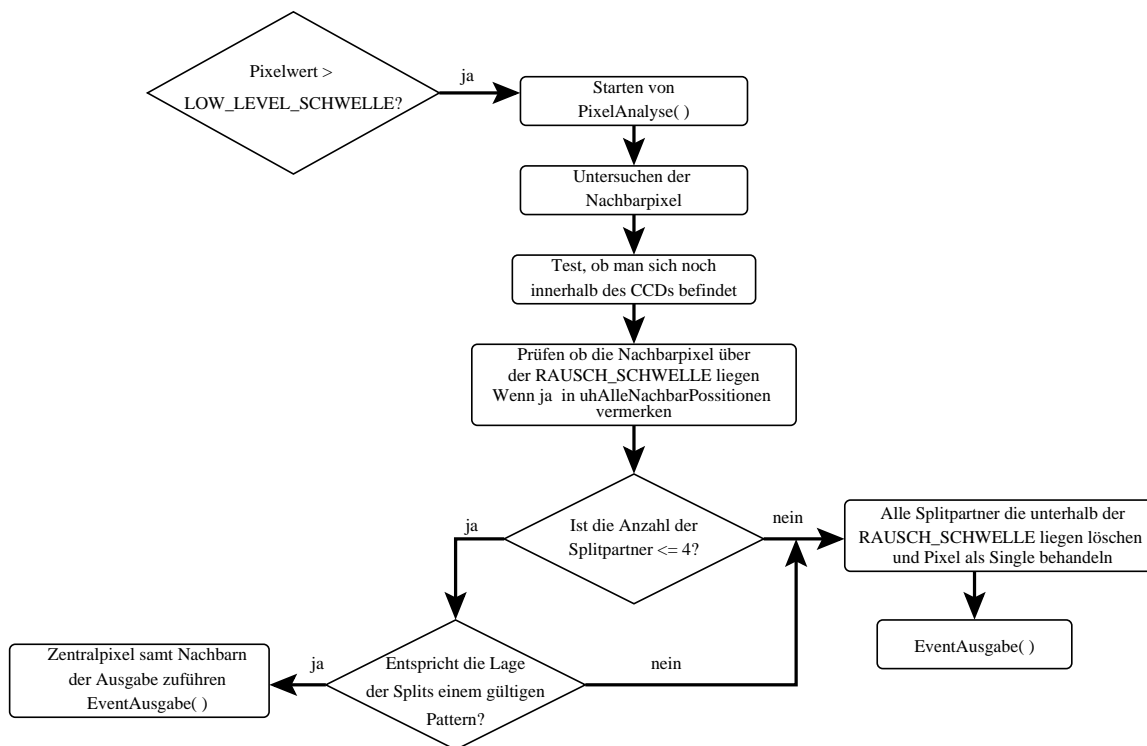 Pixelwert >
LOW_LEVEL_SCHWELLE?
ja
Starten von
PixelAnalyse( )
Untersuchen der
Nachbarpixel
Test, ob man sich noch
innerhalb des CCDs befindet
Prüfen ob die Nachbarpixel über
der RAUSCH_SCHWELLE liegen
Wenn ja in uhAlleNachbarPossitionen
vermerken
Ist die Anzahl der
Splitpartner <= 4?
ja
nein
Alle Splitpartner die unterhalb der
RAUSCH_SCHWELLE liegen löschen
und Pixel als Single behandeln
EventAusgabe( )
Entspricht die Lage
der Splits einem gültigen
Pattern?
ja
nein
Zentralpixel samt Nachbarn
der Ausgabe zuführen
EventAusgabe( )